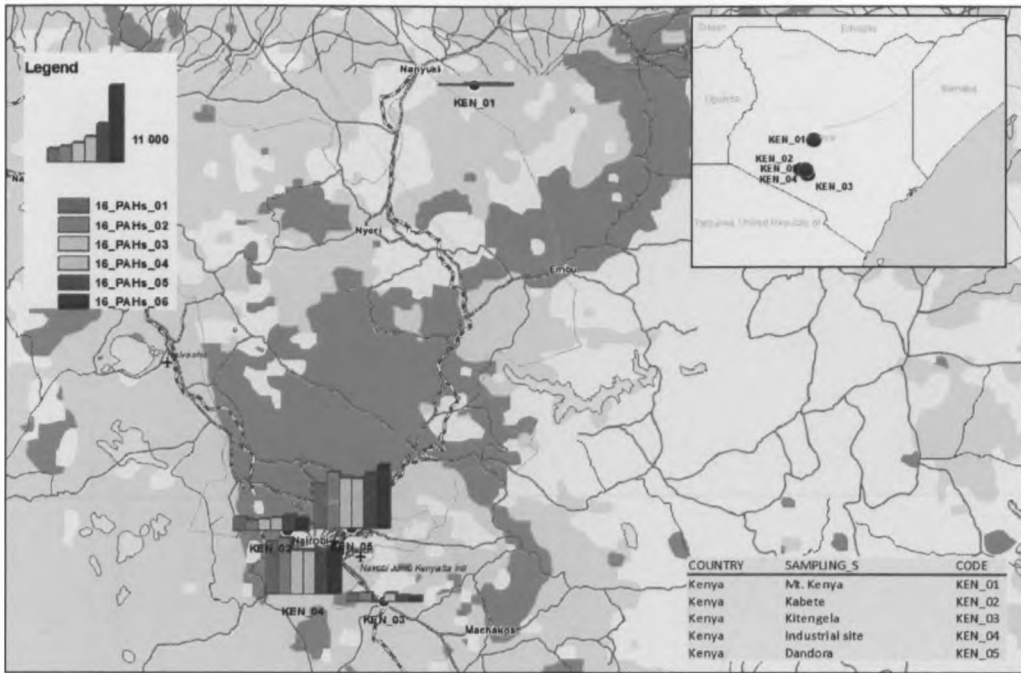 Legend
11 000
16_PAHs_01
16_PAHs_02
16_PAHs_03
16_PAHs_04
16_PAHs_05
16_PAHs_06
Nanyuki
KEN_01
Nyeri
Embu
Nairobi
KEN_02
KEN_05
KEN_04
KEN_03
Machakos
Ethiopia
Uganda
Somalia
KEN_01
KEN_02
KEN_04
KEN_03
Tanzania, United Republic of
COUNTRY SAMPLING_S CODE
Kenya Mt. Kenya KEN_01
Kenya Kabete KEN_02
Kenya Kitengela KEN_03
Kenya Industrial site KEN_04
Kenya Dandora KEN_05